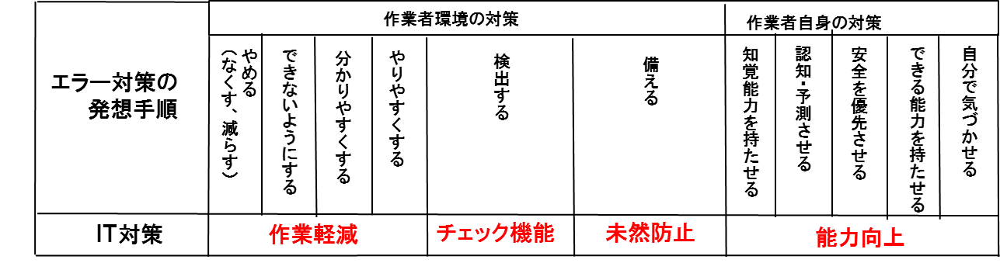 作業者環境の対策
作業者自身の対策
エラー対策の
発想手順
やめる
（なくす、減らす）
できないようにする
分かりやすくする
やりやすくする
検出する
備える
知覚能力を持たせる
認知・予測させる
安全を優先させる
できる能力を持たせる
自分で気づかせる
IT対策
作業軽減
チェック機能
未然防止
能力向上